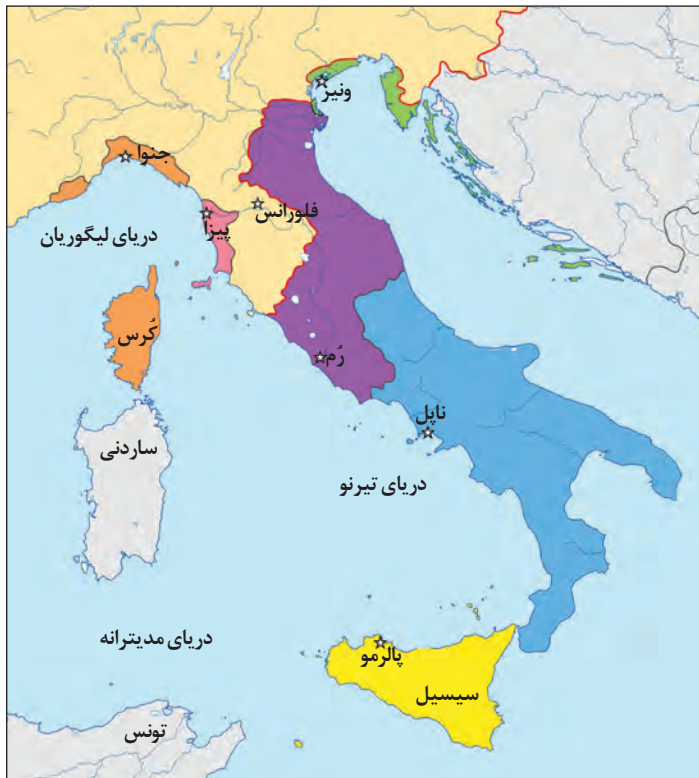 ونیز
جنوا
فلورانس
پیزا
دریای لیگوریان
کُرس
رُم
ناپل
ساردنی
دریای تیرنو
دریای مدیترانه
پالرمو
سیسیل
تونس